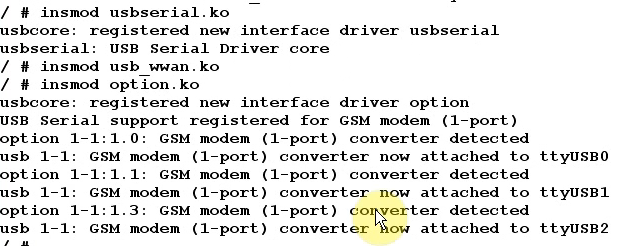 / # insmod usbserial.ko
usbcore: registered new interface driver usbserial
usbserial: USB Serial Driver core
/ # insmod usb_wwan.ko
/ # insmod option.ko
usbcore: registered new interface driver option
USB Serial support registered for GSM modem (1-port)
option 1-1:1.0: GSM modem (1-port) converter detected
usb 1-1: GSM modem (1-port) converter now attached to ttyUSB0
option 1-1:1.1: GSM modem (1-port) converter detected
usb 1-1: GSM modem (1-port) converter now attached to ttyUSB1
option 1-1:1.3: GSM modem (1-port) converter detected
usb 1-1: GSM modem (1-port) converter now attached to ttyUSB2
/ #